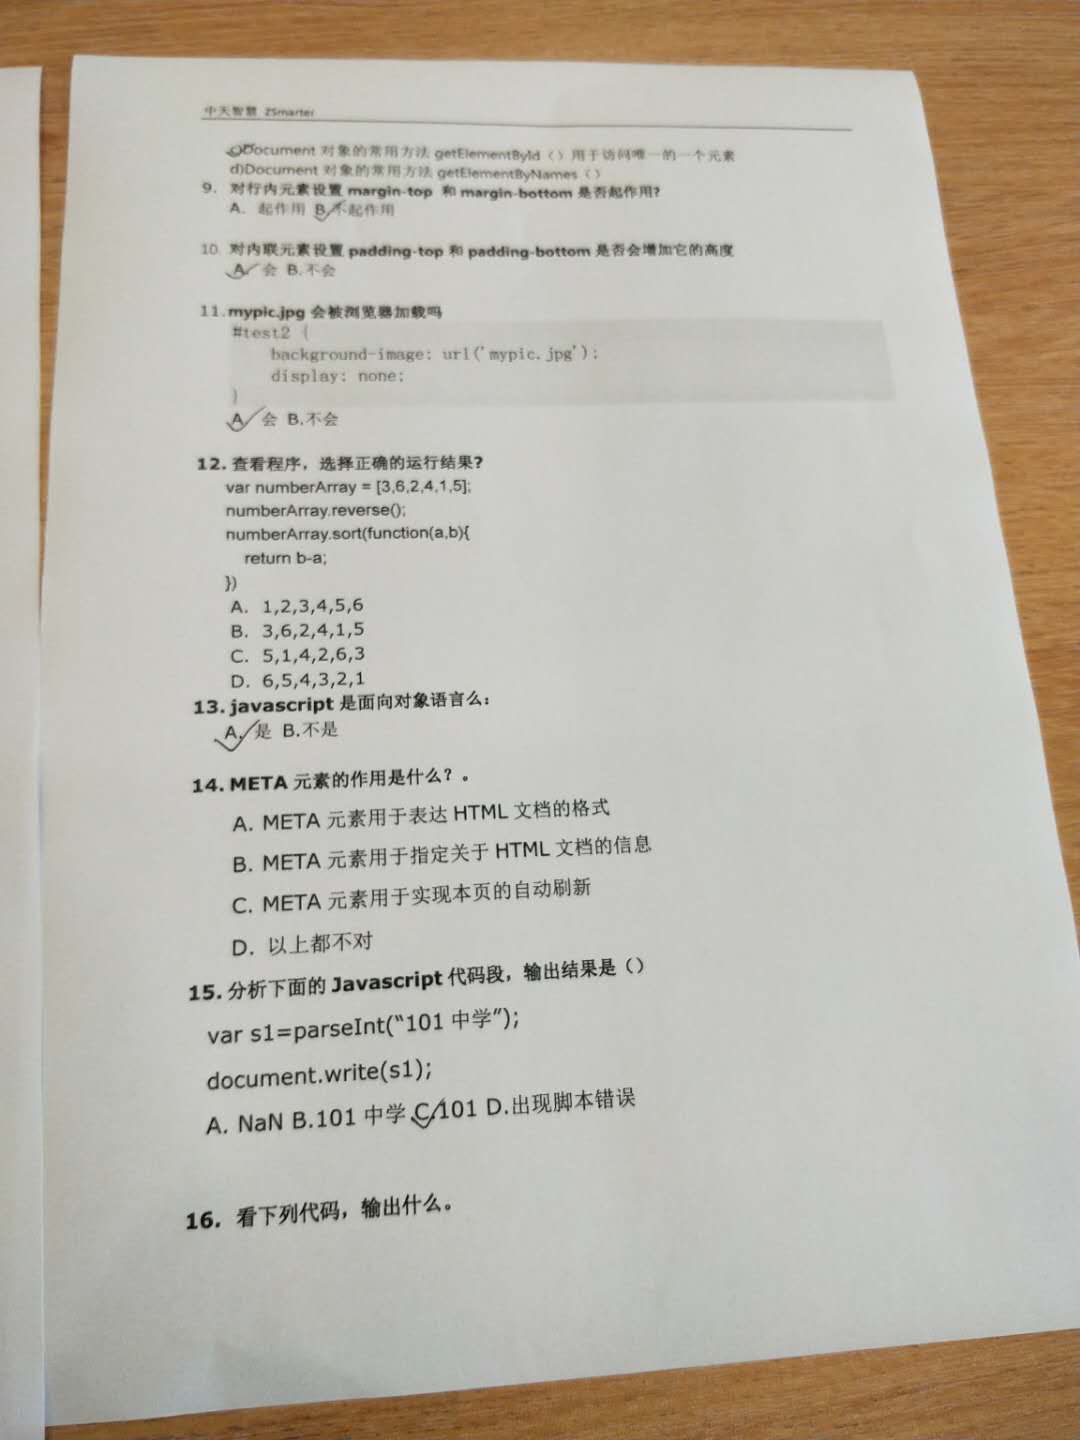 中天智慧 ZSmarter
c)Document 对象的常用方法 getElementById（）用于访问唯一的一个元素
d)Document 对象的常用方法 getElementByNames（）
9. 对行内元素设置 margin-top 和 margin-bottom 是否起作用?
A. 起作用 B.不起作用
10. 对内联元素设置 padding-top 和 padding-bottom 是否会增加它的高度
A. 会 B.不会
11.mypic.jpg 会被浏览器加载吗
#test2 {
background-image: url('mypic.jpg');
display: none;
}
A. 会 B.不会
12. 查看程序，选择正确的运行结果?
var numberArray = [3,6,2,4,1,5];
numberArray.reverse();
numberArray.sort(function(a,b){
return b-a;
})
A. 1,2,3,4,5,6
B. 3,6,2,4,1,5
C. 5,1,4,2,6,3
D. 6,5,4,3,2,1
13. javascript 是面向对象语言么：
A. 是 B.不是
14. META 元素的作用是什么？。
A. META 元素用于表达 HTML 文档的格式
B. META 元素用于指定关于 HTML 文档的信息
C. META 元素用于实现本页的自动刷新
D. 以上都不对
15. 分析下面的 Javascript 代码段，输出结果是（）
var s1=parseInt(“101 中学”);
document.write(s1);
A. NaN B.101 中学 C.101 D.出现脚本错误
16. 看下列代码，输出什么。